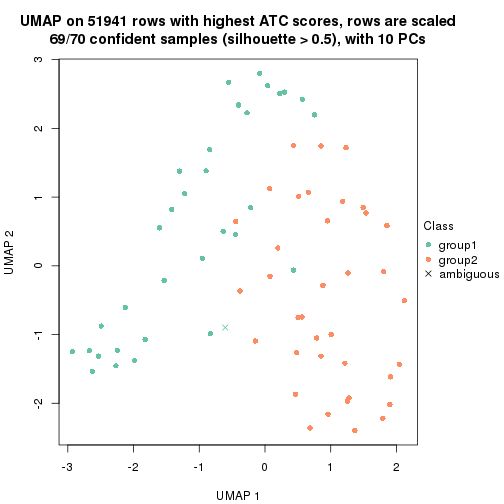 UMAP on 51941 rows with highest ATC scores, rows are scaled
69/70 confident samples (silhouette > 0.5), with 10 PCs
3
2
1
0
-1
-2
UMAP 2
-3
-2
-1
0
1
2
UMAP 1
Class
group1
group2
ambiguous